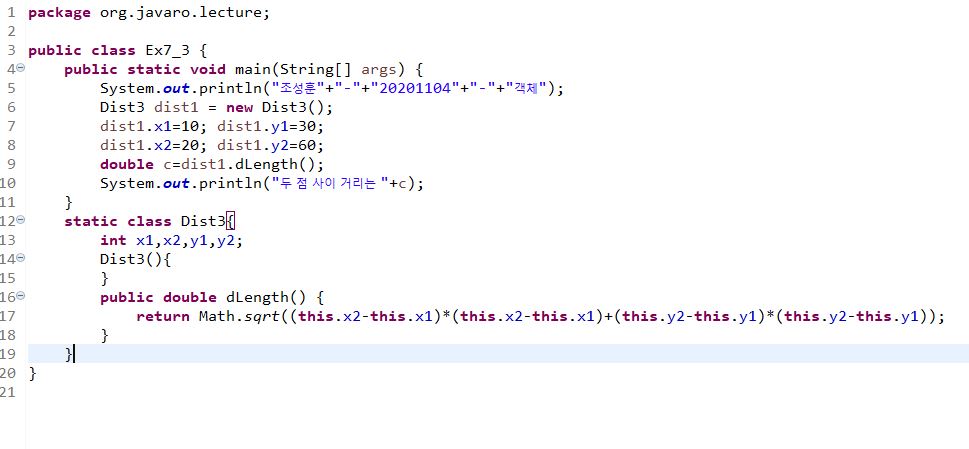 1 package org.javaro.lecture;
2
3 public class Ex7_3 {
4 public static void main(String[] args) {
5 System.out.println("조성훈"+"-"+"20201104"+"-"+"객체");
6 Dist3 dist1 = new Dist3();
7 dist1.x1=10; dist1.y1=30;
8 dist1.x2=20; dist1.y2=60;
9 double c=dist1.dLength();
10 System.out.println("두 점 사이 거리는 "+c);
11 }
12 static class Dist3{
13 int x1,x2,y1,y2;
14 Dist3(){
15 }
16 public double dLength() {
17 return Math.sqrt((this.x2-this.x1)*(this.x2-this.x1)+(this.y2-this.y1)*(this.y2-this.y1));
18 }
19 }
20 }
21